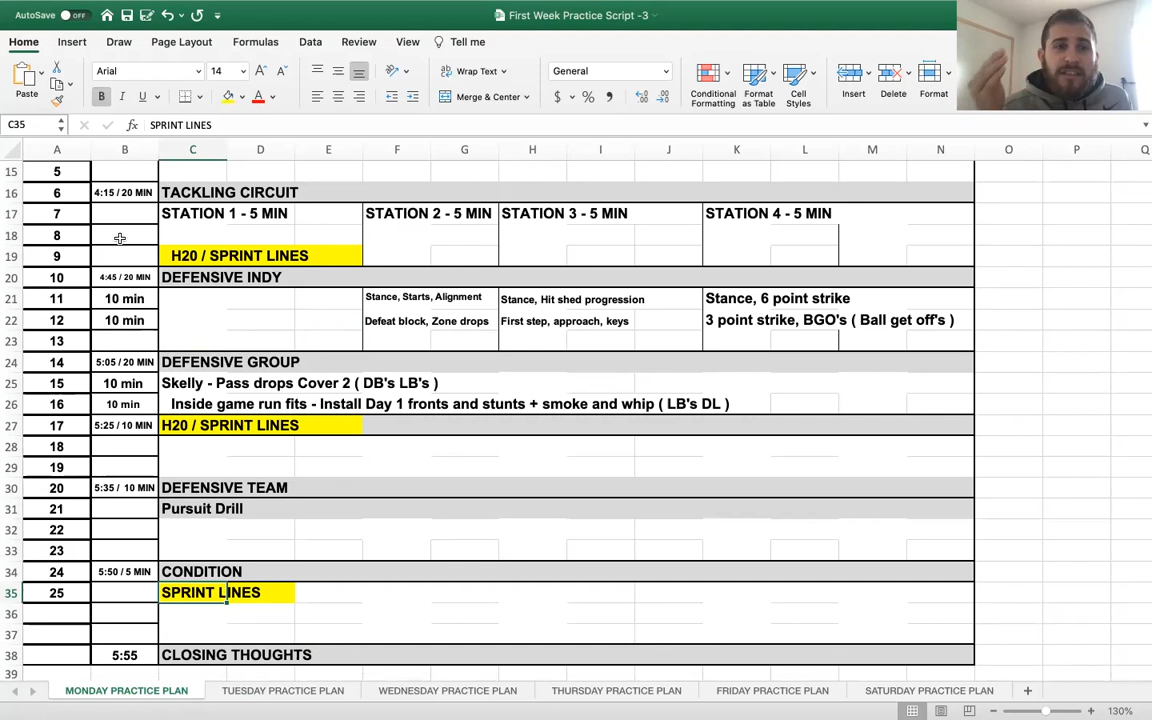 AutoSave OFF First Week Practice Script -3
Home Insert Draw Page Layout Formulas Data Review View Tell me
Paste Arial 14 A A Wrap Text General
B I U A Merge & Center $ % 9 Conditional Formatting Format as Table Cell Styles Insert Delete Format
C35 fx SPRINT LINES
A B C D E F G H I J K L M N O P Q
15 5
16 6 4:15 / 20 MIN TACKLING CIRCUIT
17 7 STATION 1 - 5 MIN STATION 2 - 5 MIN STATION 3 - 5 MIN STATION 4 - 5 MIN
18 8
19 9 H20 / SPRINT LINES
20 10 4:45 / 20 MIN DEFENSIVE INDY
21 11 10 min Stance, Starts, Alignment Stance, Hit shed progression Stance, 6 point strike
22 12 10 min Defeat block, Zone drops First step, approach, keys 3 point strike, BGO's ( Ball get off's )
23 13
24 14 5:05 / 20 MIN DEFENSIVE GROUP
25 15 10 min Skelly - Pass drops Cover 2 ( DB's LB's )
26 16 10 min Inside game run fits - Install Day 1 fronts and stunts + smoke and whip ( LB's DL )
27 17 5:25 / 10 MIN H20 / SPRINT LINES
28 18
29 19
30 20 5:35 / 10 MIN DEFENSIVE TEAM
31 21 Pursuit Drill
32 22
33 23
34 24 5:50 / 5 MIN CONDITION
35 25 SPRINT LINES
36
37
38 5:55 CLOSING THOUGHTS
39
MONDAY PRACTICE PLAN TUESDAY PRACTICE PLAN WEDNESDAY PRACTICE PLAN THURSDAY PRACTICE PLAN FRIDAY PRACTICE PLAN SATURDAY PRACTICE PLAN
130%